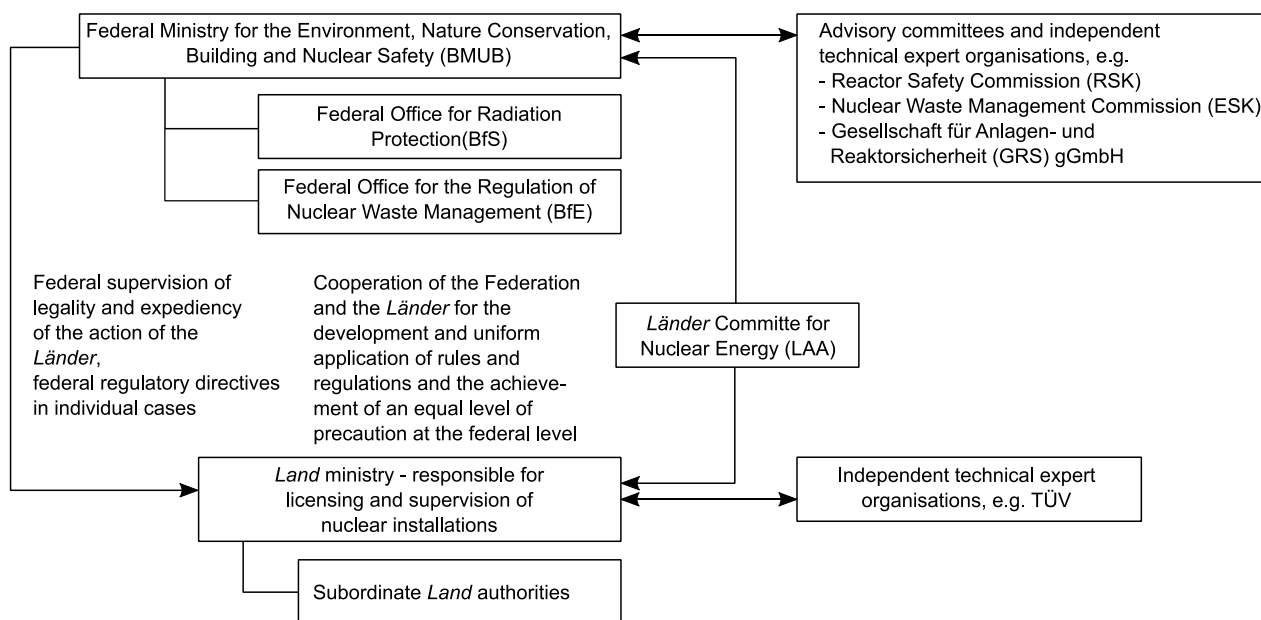 Federal Ministry for the Environment, Nature Conservation,
Building and Nuclear Safety (BMUB)
Advisory committees and independent
technical expert organisations, e.g.
- Reactor Safety Commission (RSK)
- Nuclear Waste Management Commission (ESK)
- Gesellschaft für Anlagen- und
Reaktorsicherheit (GRS) gGmbH
Federal Office for Radiation
Protection(BfS)
Federal Office for the Regulation of
Nuclear Waste Management (BfE)
Federal supervision of
legality and expediency
of the action of the
Länder,
federal regulatory directives
in individual cases
Cooperation of the Federation
and the Länder for the
development and uniform
application of rules and
regulations and the achieve-
ment of an equal level of
precaution at the federal level
Länder Committe for
Nuclear Energy (LAA)
Land ministry - responsible for
licensing and supervision of
nuclear installations
Independent technical expert
organisations, e.g. TÜV
Subordinate Land authorities